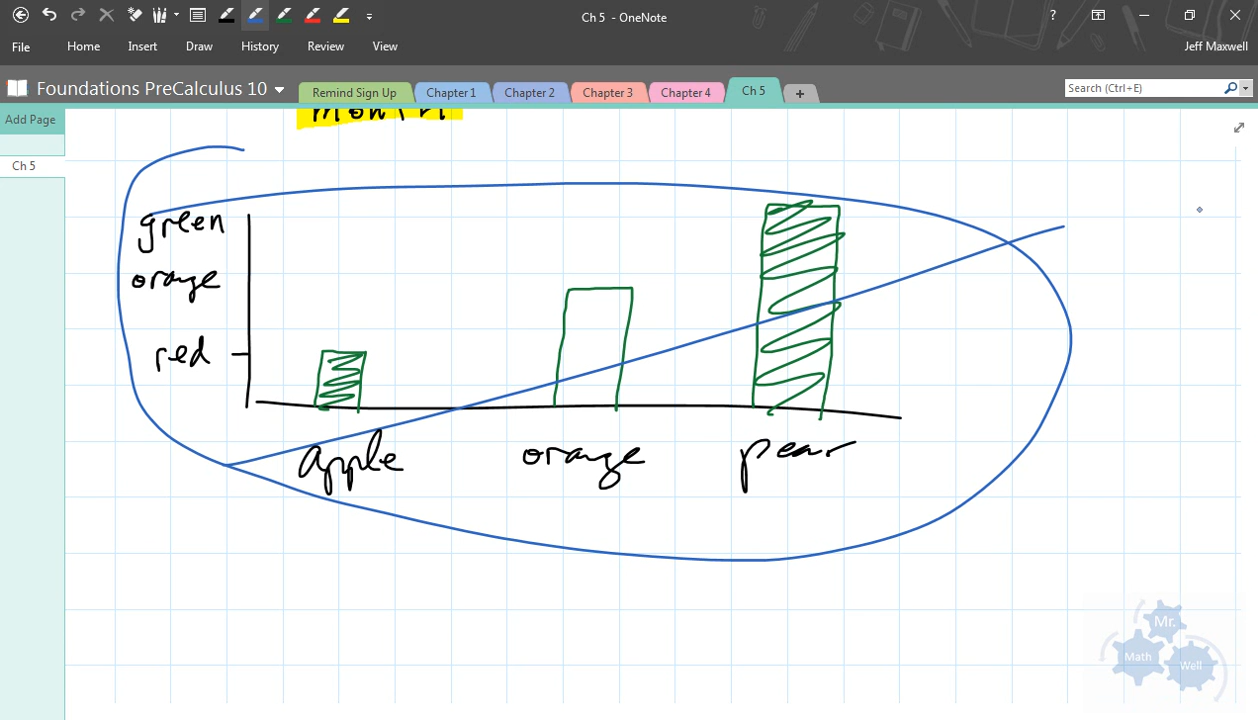 Ch 5 - OneNote
?
File
Home
Insert
Draw
History
Review
View
Jeff Maxwell
Foundations PreCalculus 10
Remind Sign Up
Chapter 1
Chapter 2
Chapter 3
Chapter 4
Ch 5
+
Search (Ctrl+E)
Add Page
Ch 5
green
orange
red
apple
orange
pear
Mr.
Math
Well